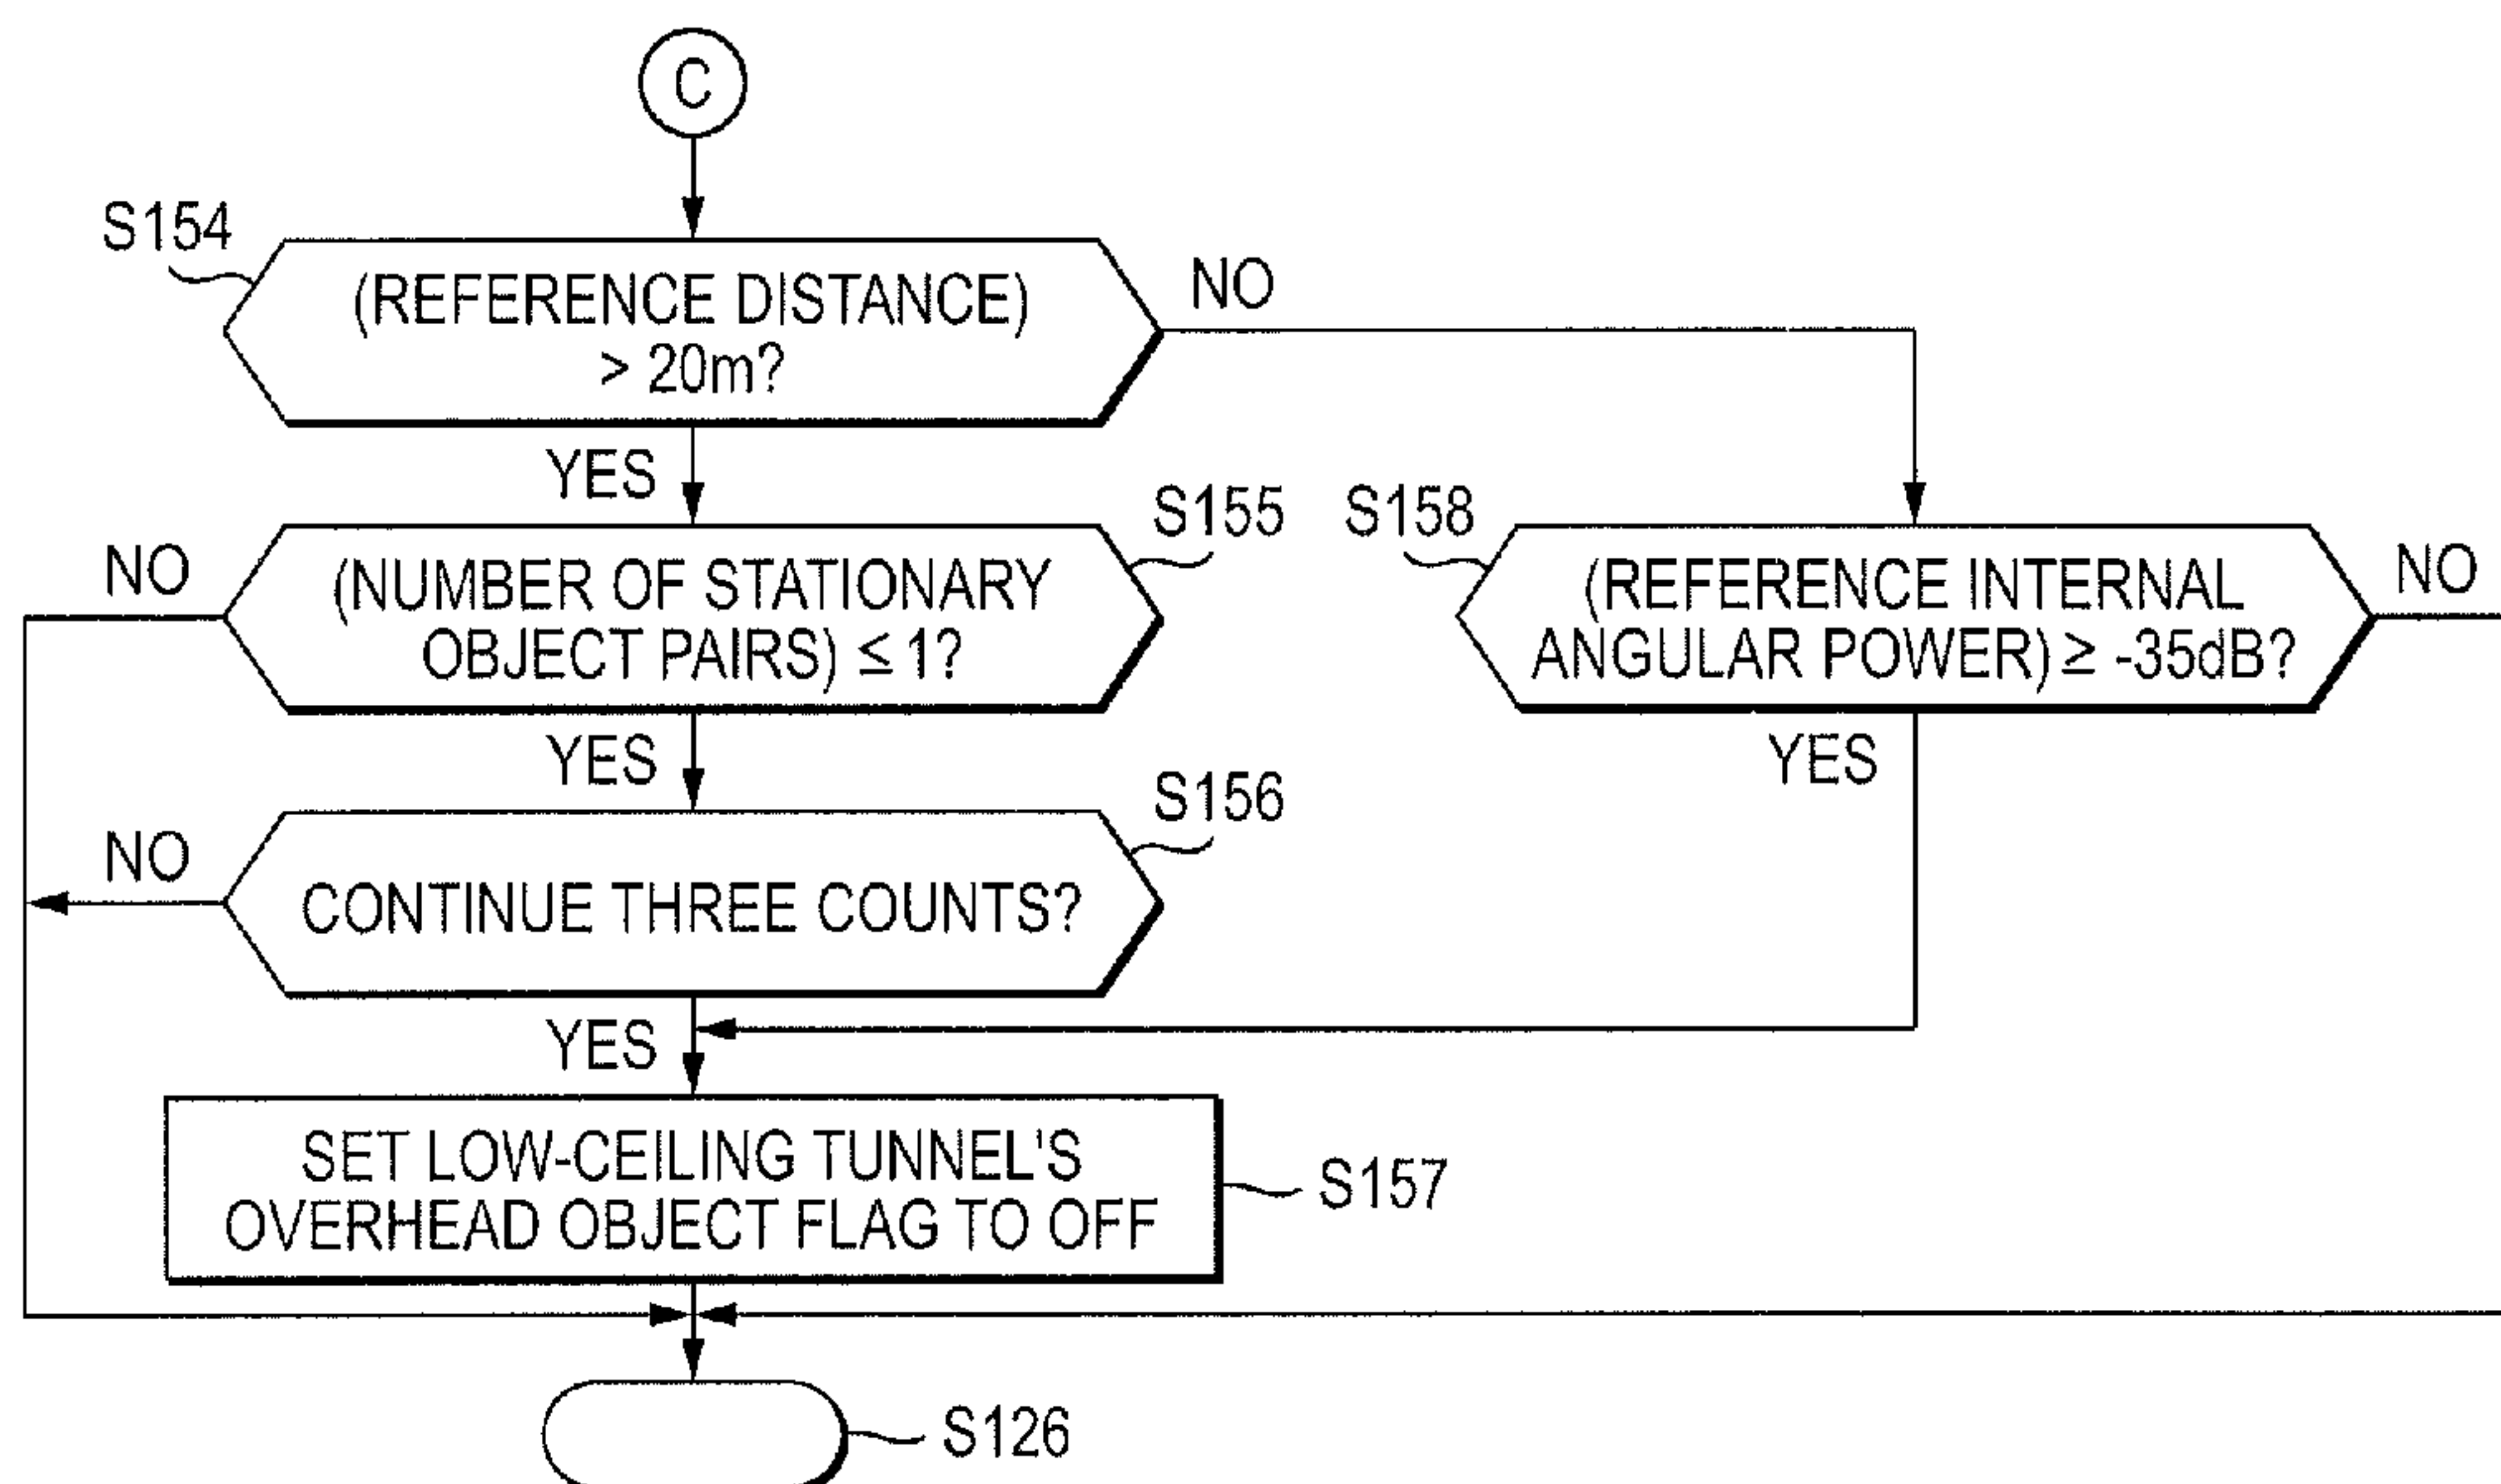 C
S154
(REFERENCE DISTANCE)
> 20m?
NO
YES
S155
S158
NO
(NUMBER OF STATIONARY
OBJECT PAIRS) ≤ 1?
(REFERENCE INTERNAL
ANGULAR POWER) ≥ -35dB?
NO
YES
YES
S156
NO
CONTINUE THREE COUNTS?
YES
SET LOW-CEILING TUNNEL'S
OVERHEAD OBJECT FLAG TO OFF
S157
S126